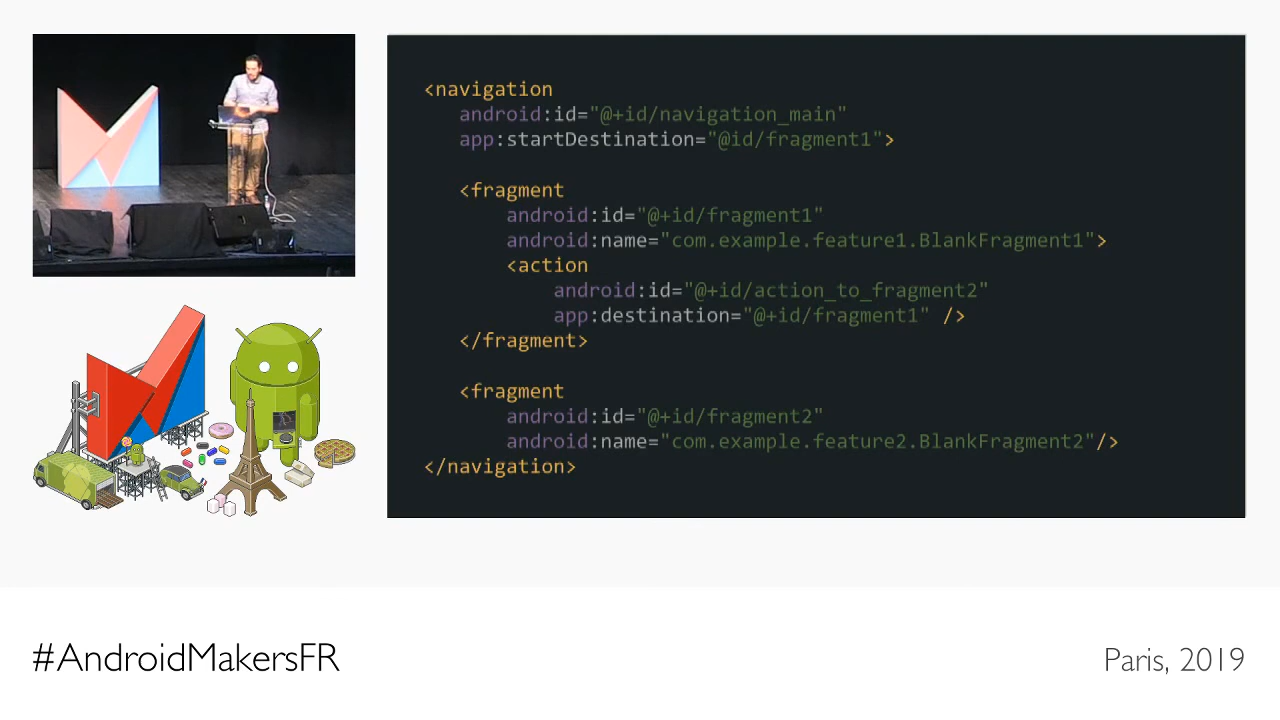 <navigation
android:id="@+id/navigation_main"
app:startDestination="@id/fragment1">
<fragment
android:id="@+id/fragment1"
android:name="com.example.feature1.BlankFragment1">
<action
android:id="@+id/action_to_fragment2"
app:destination="@+id/fragment1" />
</fragment>
<fragment
android:id="@+id/fragment2"
android:name="com.example.feature2.BlankFragment2"/>
</navigation>
#AndroidMakersFR
Paris, 2019